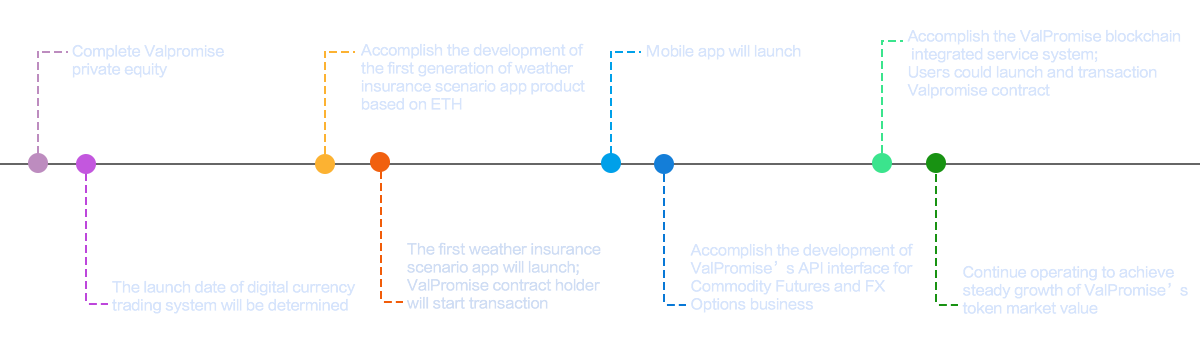 Complete Valpromise
private equity
The launch date of digital currency
trading system will be determined
Accomplish the development of
the first generation of weather
insurance scenario app product
based on ETH
The first weather insurance
scenario app will launch;
ValPromise contract holder
will start transaction
Mobile app will launch
Accomplish the development of
ValPromise’s API interface for
Commodity Futures and FX
Options business
Accomplish the ValPromise blockchain
integrated service system;
Users could launch and transaction
Valpromise contract
Continue operating to achieve
steady growth of ValPromise’s
token market value